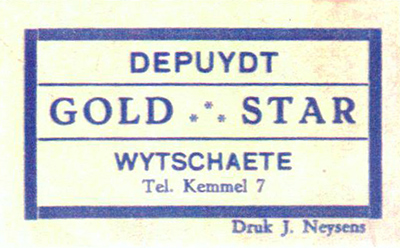 DEPUYDT
GOLD *** STAR
WYTSCHAETE
Tel. Kemmel 7
Druk J. Neysens